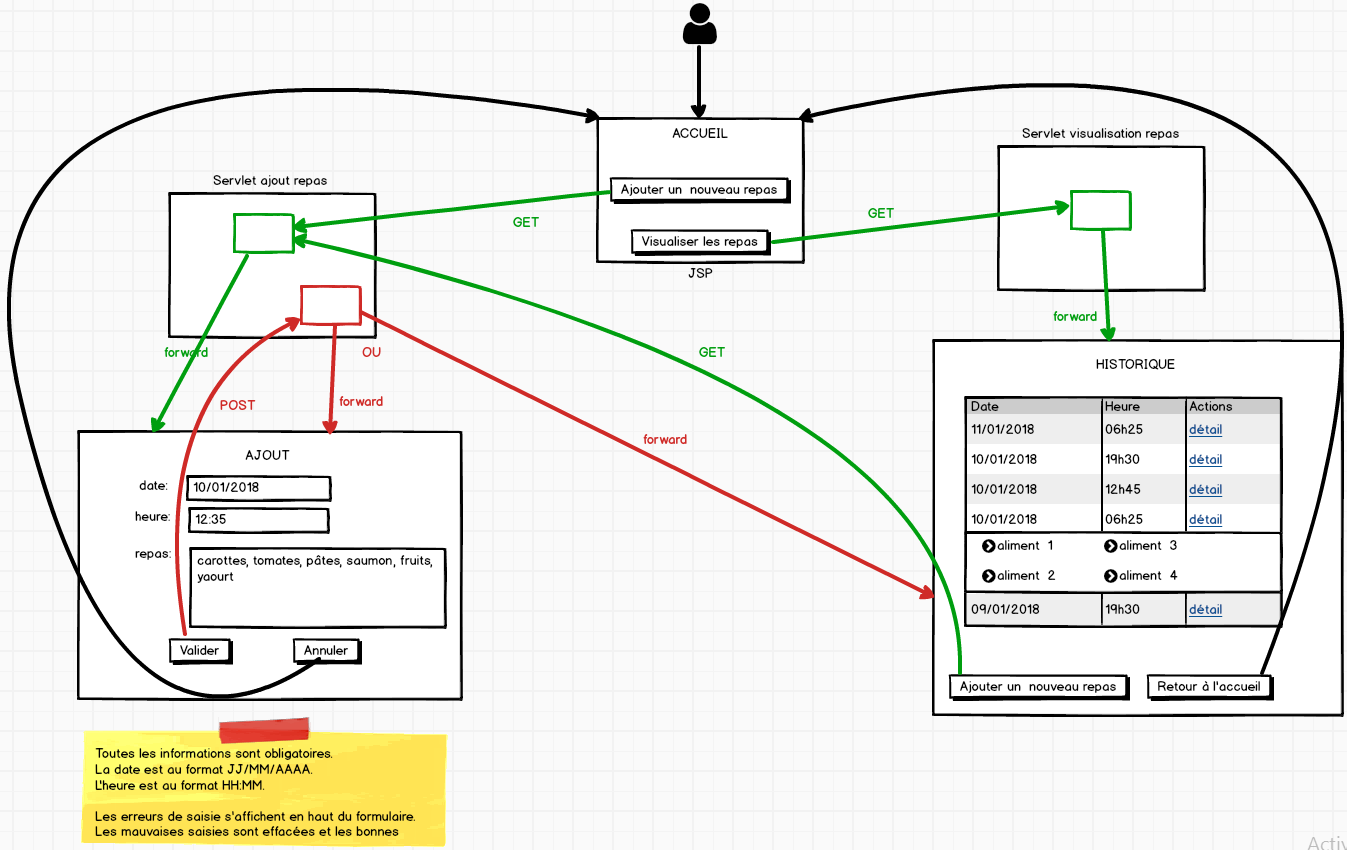 ACCUEIL
Ajouter un nouveau repas
Visualiser les repas
JSP
Servlet visualisation repas
Servlet ajout repas
GET
GET
forward
forward
OU
GET
POST
forward
forward
HISTORIQUE
Date Heure Actions
11/01/2018 06h25 détail
10/01/2018 19h30 détail
10/01/2018 12h45 détail
10/01/2018 06h25 détail
aliment 1 aliment 3
aliment 2 aliment 4
09/01/2018 19h30 détail
Ajouter un nouveau repas Retour à l'accueil
AJOUT
date: 10/01/2018
heure: 12:35
repas: carottes, tomates, pâtes, saumon, fruits,
yaourt
Valider Annuler
Toutes les informations sont obligatoires.
La date est au format JJ/MM/AAAA.
L'heure est au format HH:MM.
Les erreurs de saisie s'affichent en haut du formulaire.
Les mauvaises saisies sont effacées et les bonnes
Activ